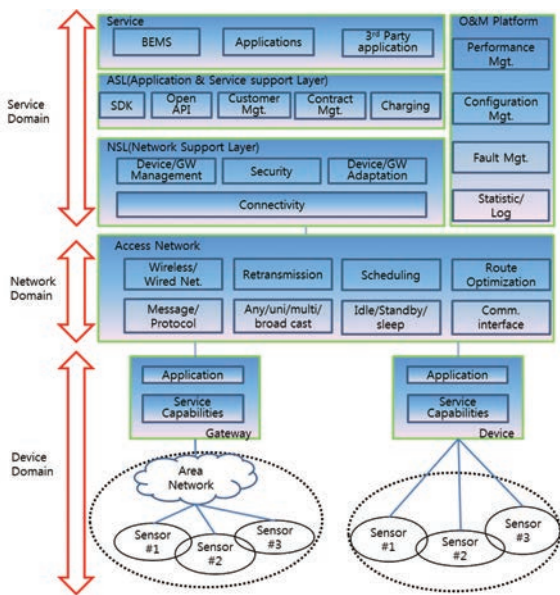 Service
BEMS
Applications
3rd Party
application
ASL(Application & Service support Layer)
SDK
Open
API
Customer
Mgt.
Contract
Mgt.
Charging
NSL(Network Support Layer)
Device/GW
Management
Security
Device/GW
Adaptation
Connectivity
O&M Platform
Performance
Mgt.
Configuration
Mgt.
Fault Mgt.
Statistic/
Log
Service
Domain
Access Network
Wireless/
Wired Net.
Retransmission
Scheduling
Route
Optimization
Message/
Protocol
Any/uni/multi/
broad cast
Idle/Standby/
sleep
Comm.
interface
Network
Domain
Application
Service
Capabilities
Gateway
Application
Service
Capabilities
Device
Device
Domain
Area
Network
Sensor
#1
Sensor
#2
Sensor
#3
Sensor
#1
Sensor
#2
Sensor
#3